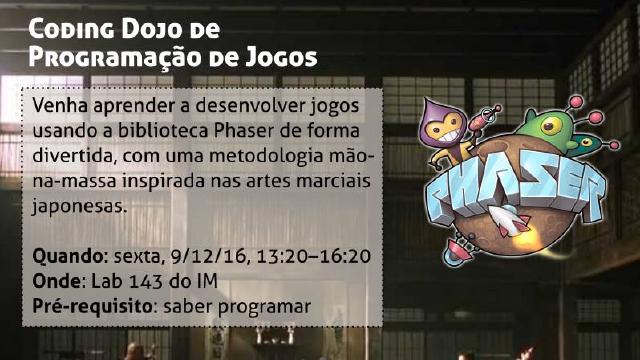 Coding Dojo de
Programação de Jogos
Venha aprender a desenvolver jogos
usando a biblioteca Phaser de forma
divertida, com uma metodologia mão-
na-massa inspirada nas artes marciais
japonesas.
Quando: sexta, 9/12/16, 13:20–16:20
Onde: Lab 143 do IM
Pré-requisito: saber programar
PHASER